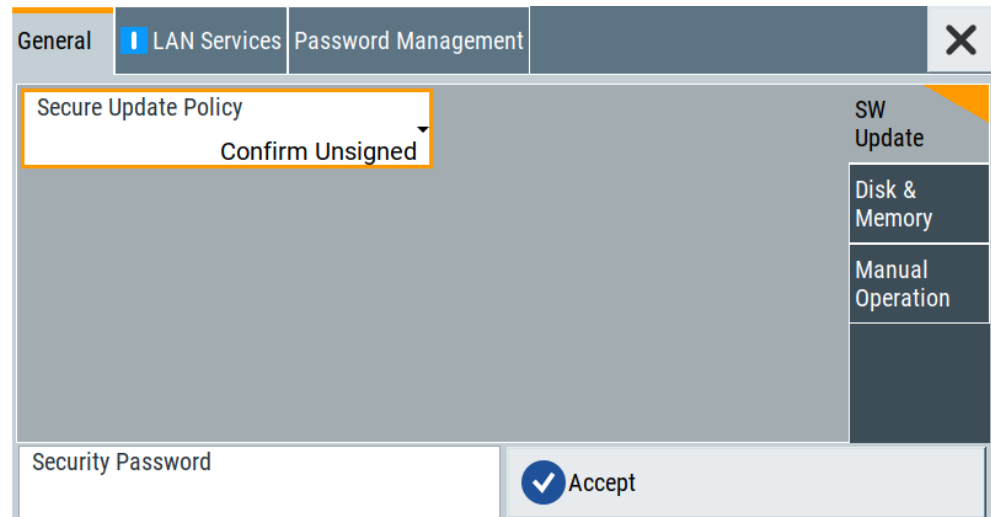 General
LAN Services
Password Management
Secure Update Policy
Confirm Unsigned
SW
Update
Disk &
Memory
Manual
Operation
Security Password
Accept